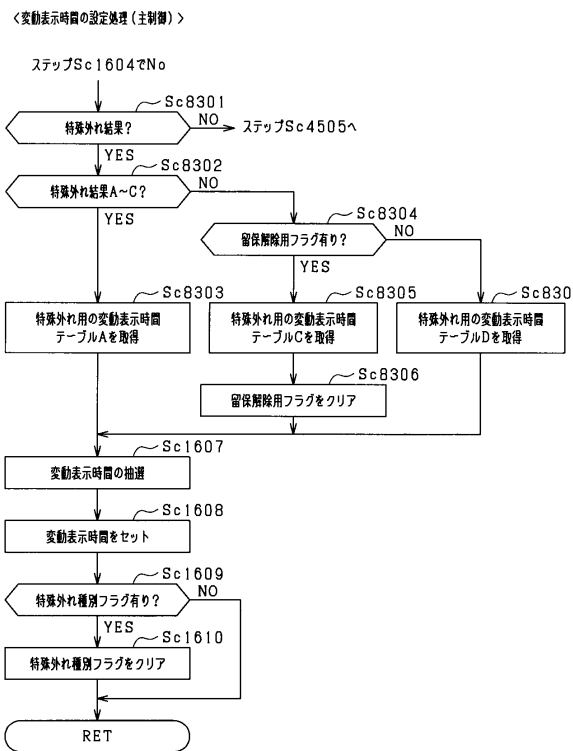 〈変動表示時間の設定処理(主制御)〉
ステップSc1604でNo
Sc8301
特殊外れ結果?
NO
ステップSc4505へ
YES
Sc8302
特殊外れ結果A~C?
NO
YES
Sc8304
留保解除用フラグ有り?
NO
YES
Sc8303
特殊外れ用の変動表示時間
テーブルAを取得
Sc8305
特殊外れ用の変動表示時間
テーブルCを取得
Sc830
特殊外れ用の変動表示時間
テーブルDを取得
Sc8306
留保解除用フラグをクリア
Sc1607
変動表示時間の抽選
Sc1608
変動表示時間をセット
Sc1609
特殊外れ種別フラグ有り?
NO
YES
Sc1610
特殊外れ種別フラグをクリア
RET